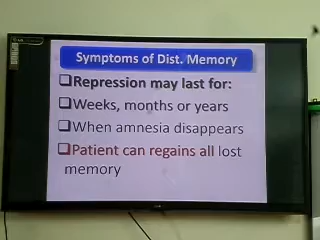 Symptoms of Dist. Memory
❑Repression may last for:
❑Weeks, months or years
❑When amnesia disappears
❑Patient can regains all lost
memory